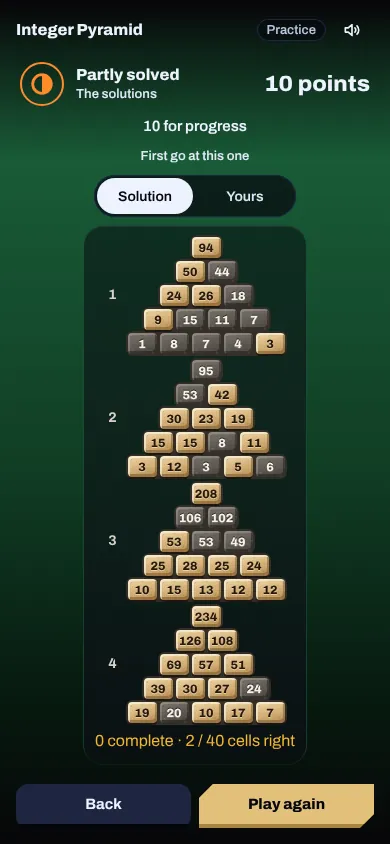 Integer Pyramid
Practice
Partly solved
The solutions
10 points
10 for progress
First go at this one
Solution
Yours
94
50 44
1
24 26 18
9 15 11 7
1 8 7 4 3
95
53 42
2
30 23 19
15 15 8 11
3 12 3 5 6
208
106 102
3
53 53 49
25 28 25 24
10 15 13 12 12
234
126 108
4
69 57 51
39 30 27 24
19 20 10 17 7
0 complete · 2 / 40 cells right
Back
Play again